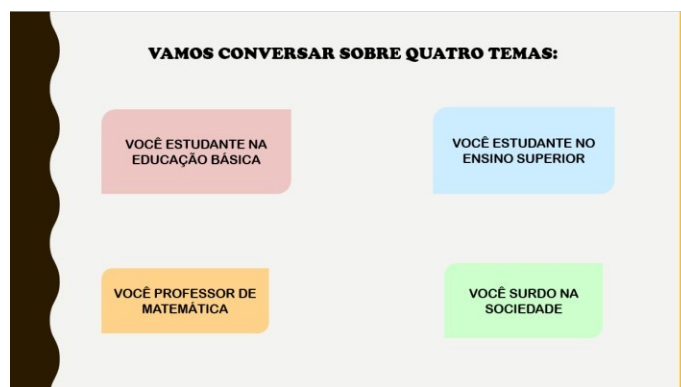 VAMOS CONVERSAR SOBRE QUATRO TEMAS:
VOCÊ ESTUDANTE NA
EDUCAÇÃO BÁSICA
VOCÊ ESTUDANTE NO
ENSINO SUPERIOR
VOCÊ PROFESSOR DE
MATEMÁTICA
VOCÊ SURDO NA
SOCIEDADE